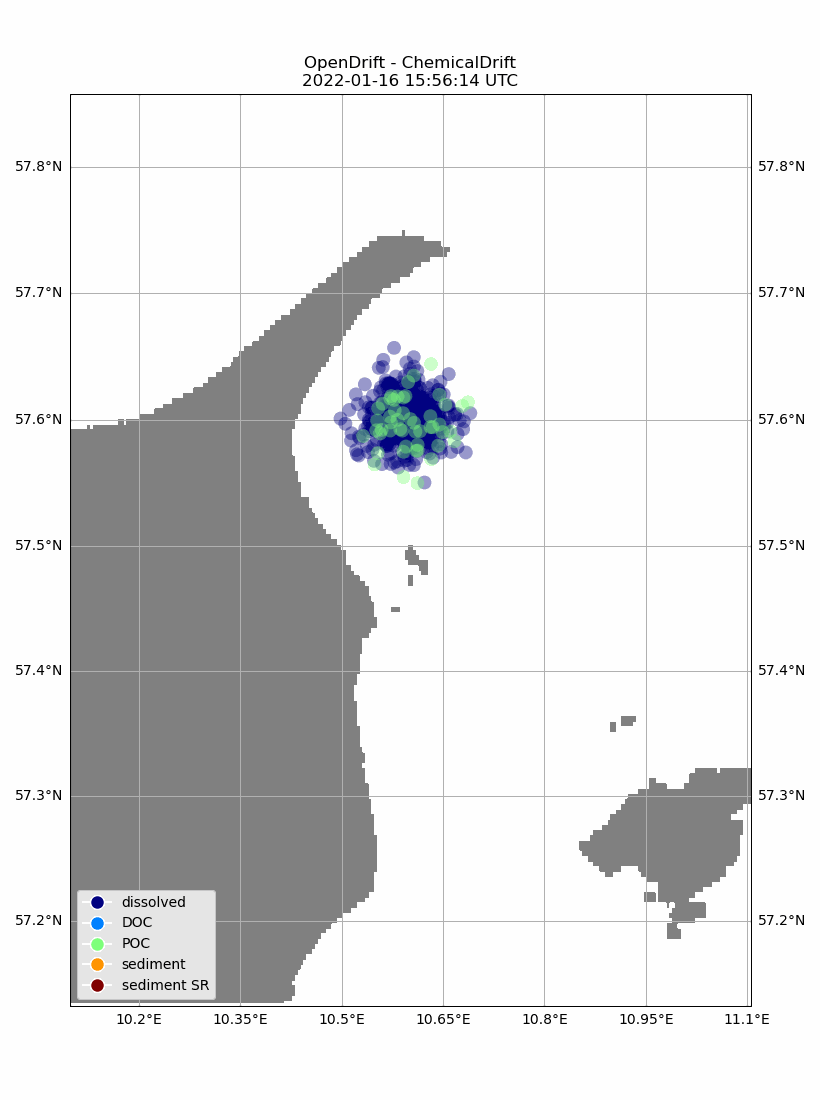 OpenDrift - ChemicalDrift
2022-01-16 15:56:14 UTC
57.8°N 57.8°N
57.7°N 57.7°N
57.6°N 57.6°N
57.5°N 57.5°N
57.4°N 57.4°N
57.3°N 57.3°N
57.2°N 57.2°N
dissolved
DOC
POC
sediment
sediment SR
10.2°E 10.35°E 10.5°E 10.65°E 10.8°E 10.95°E 11.1°E